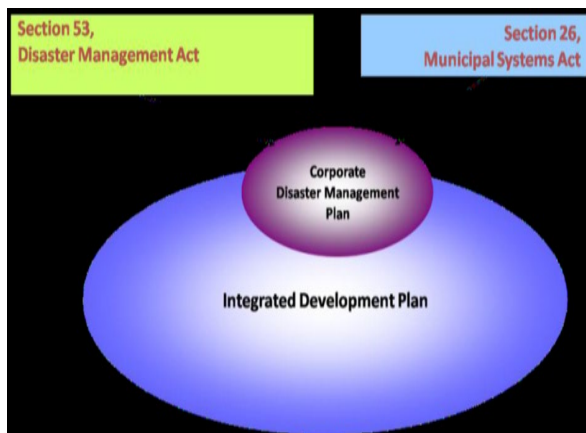 Section 53,
Disaster Management Act
Section 26,
Municipal Systems Act
Corporate
Disaster Management
Plan
Integrated Development Plan